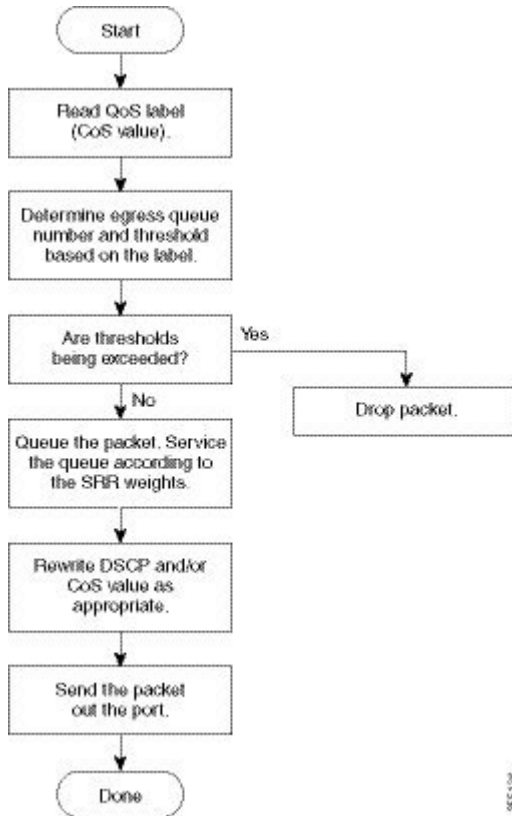 Start
Read QoS label
(CoS value).
Determine egress queue
number and threshold
based on the label.
Are thresholds
being exceeded?
Yes
Drop packet.
No
Queue the packet. Service
the queue according to
the SRR weights.
Rewrite DSCP and/or
CoS value as
appropriate.
Send the packet
out the port.
Done